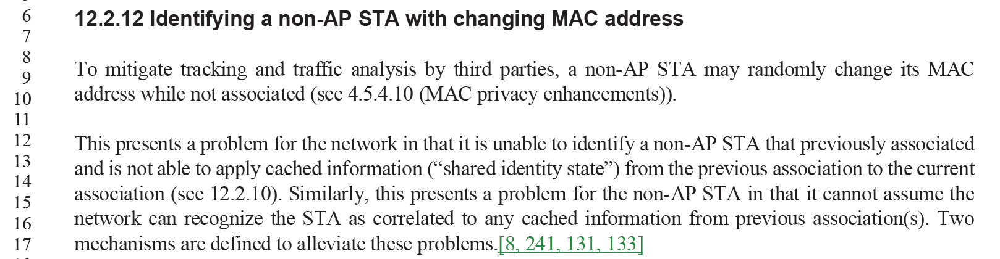 6 12.2.12 Identifying a non-AP STA with changing MAC address
7
8 To mitigate tracking and traffic analysis by third parties, a non-AP STA may randomly change its MAC
9
10 address while not associated (see 4.5.4.10 (MAC privacy enhancements)).
11
12 This presents a problem for the network in that it is unable to identify a non-AP STA that previously associated
13 and is not able to apply cached information (“shared identity state”) from the previous association to the current
14
15 association (see 12.2.10). Similarly, this presents a problem for the non-AP STA in that it cannot assume the
16 network can recognize the STA as correlated to any cached information from previous association(s). Two
17 mechanisms are defined to alleviate these problems.[8, 241, 131, 133]